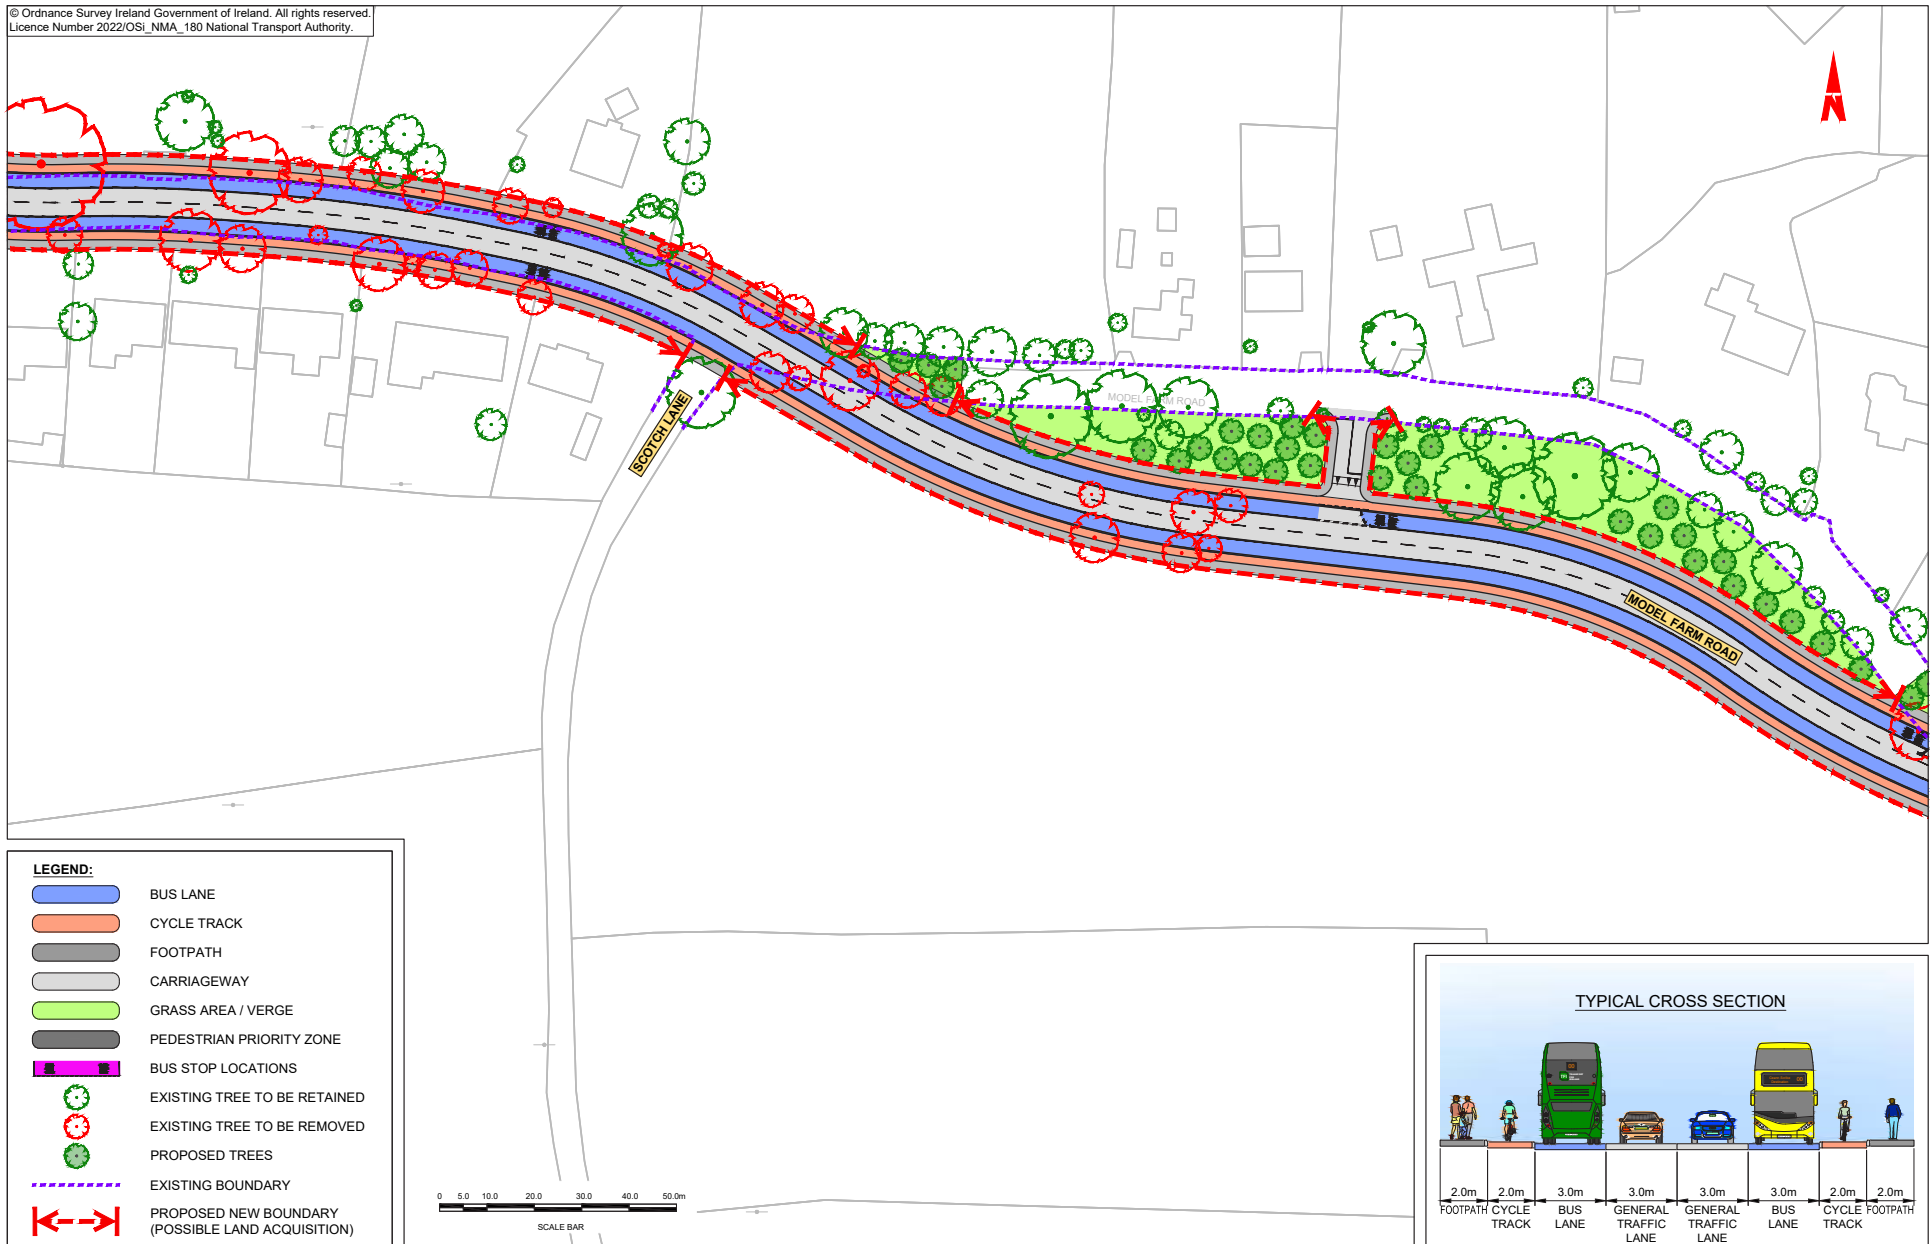 © Ordnance Survey Ireland Government of Ireland. All rights reserved.
Licence Number 2022/OSi_NMA_180 National Transport Authority.
N
MODEL FARM ROAD
SCOTCH LANE
MODEL FARM ROAD
LEGEND:
BUS LANE
CYCLE TRACK
FOOTPATH
CARRIAGEWAY
GRASS AREA / VERGE
PEDESTRIAN PRIORITY ZONE
BUS STOP LOCATIONS
EXISTING TREE TO BE RETAINED
EXISTING TREE TO BE REMOVED
PROPOSED TREES
EXISTING BOUNDARY
PROPOSED NEW BOUNDARY
(POSSIBLE LAND ACQUISITION)
0 5.0 10.0 20.0 30.0 40.0 50.0m
SCALE BAR
TYPICAL CROSS SECTION
2.0m 2.0m 3.0m 3.0m 3.0m 3.0m 2.0m 2.0m
FOOTPATH CYCLE BUS GENERAL GENERAL BUS CYCLE FOOTPATH
TRACK LANE TRAFFIC TRAFFIC LANE TRACK
LANE LANE